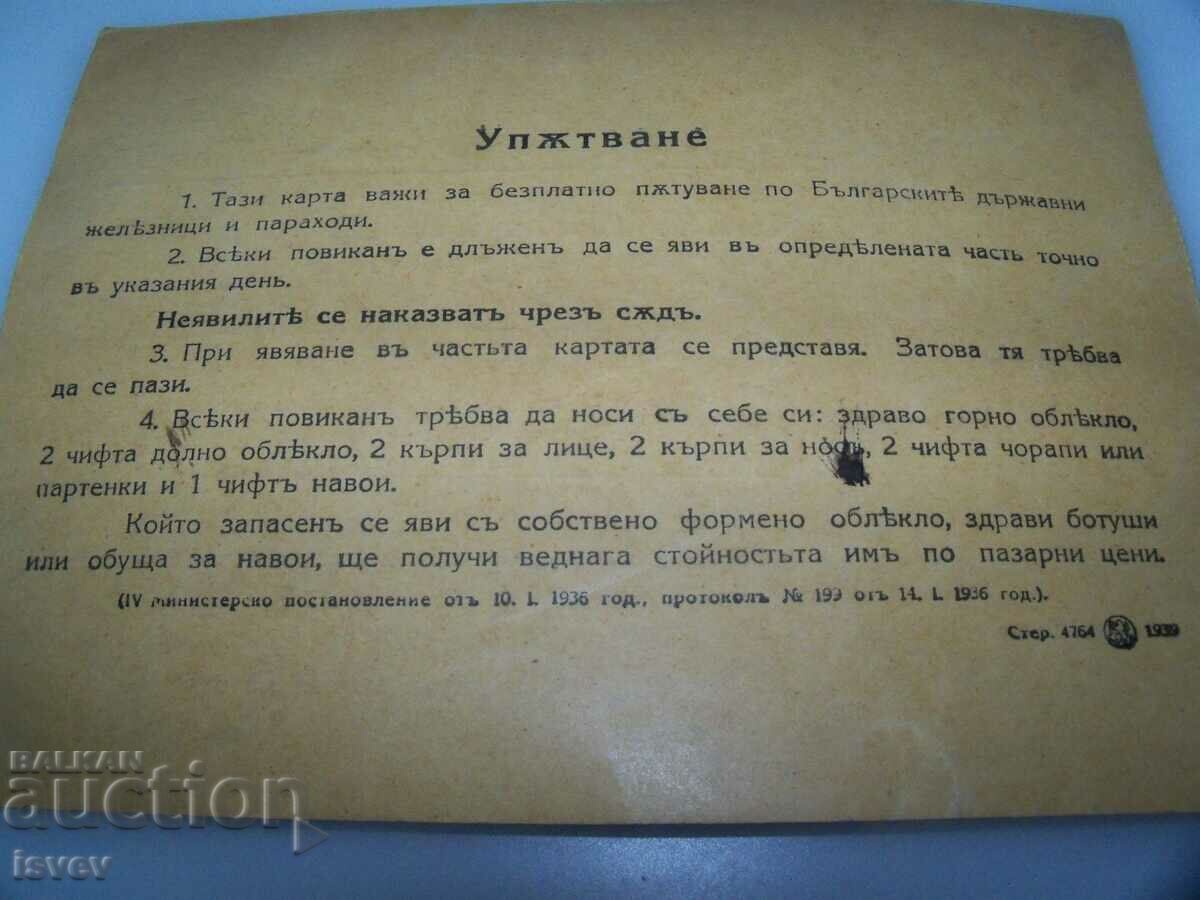 Упѫтване
1. Тази карта важи за безплатно пѫтуване по Българскитѣ държавни
желѣзници и параходи.
2. Всѣки повиканъ е длъженъ да се яви въ опредѣлената часть точно
въ указания день.
Неявилитѣ се наказватъ чрезъ сѫдъ.
3. При явяване въ частьта картата се представя. Затова тя трѣбва
да се пази.
4. Всѣки повиканъ трѣбва да носи съ себе си: здраво горно облѣкло,
2 чифта долно облѣкло, 2 кърпи за лице, 2 кърпи за носъ, 2 чифта чорапи или
партенки и 1 чифтъ навои.
Който запасенъ се яви съ собствено формено облѣкло, здрави ботуши
или обуща за навои, ще получи веднага стойностьта имъ по пазарни цени.
(IV министерско постановление отъ 10. I. 1936 год., протоколъ № 199 отъ 14. I. 1936 год.).
Стер. 4764 1939
BALKAN
auction
isvev